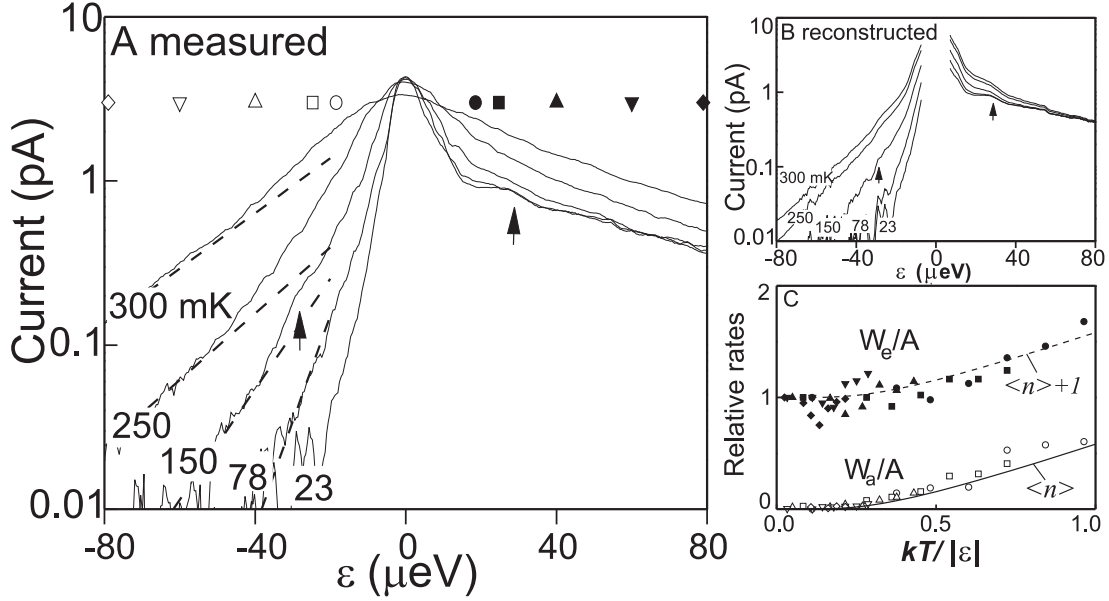 A measured
10
1
0.1
0.01
Current (pA)
300 mK
250
150
78
23
-80
-40
0
40
80
ε (μeV)
B reconstructed
10
1
0.1
0.01
Current (pA)
300 mK
250
150
78
23
-80
-40
0
40
80
ε (μeV)
C
2
1
0
Relative rates
Wₑ/A
<n>+1
Wₐ/A
<n>
0.0
0.5
1.0
kT/|ε|